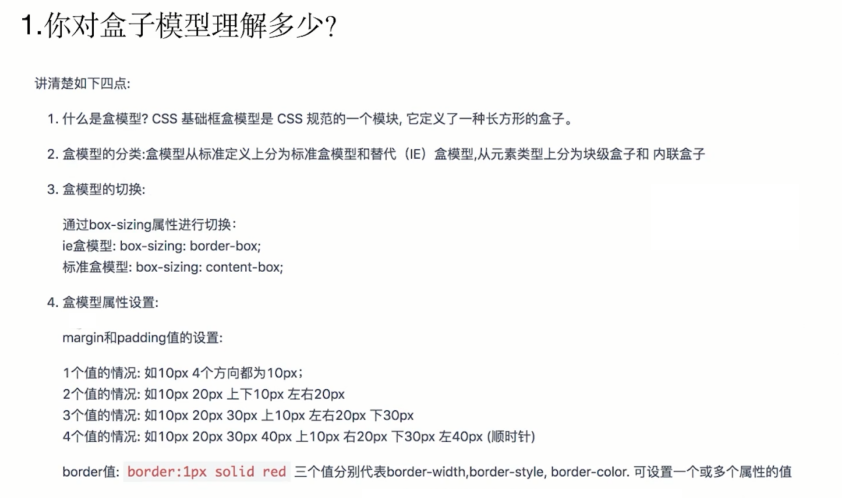 1.你对盒子模型理解多少?
讲清楚如下四点:
1. 什么是盒模型? CSS 基础框盒模型是 CSS 规范的一个模块, 它定义了一种长方形的盒子。
2. 盒模型的分类:盒模型从标准定义上分为标准盒模型和替代（IE）盒模型,从元素类型上分为块级盒子和 内联盒子
3. 盒模型的切换:
通过box-sizing属性进行切换：
ie盒模型: box-sizing: border-box;
标准盒模型: box-sizing: content-box;
4. 盒模型属性设置:
margin和padding值的设置:
1个值的情况: 如10px 4个方向都为10px；
2个值的情况: 如10px 20px 上下10px 左右20px
3个值的情况: 如10px 20px 30px 上10px 左右20px 下30px
4个值的情况: 如10px 20px 30px 40px 上10px 右20px 下30px 左40px (顺时针)
border值: border:1px solid red 三个值分别代表border-width,border-style, border-color. 可设置一个或多个属性的值